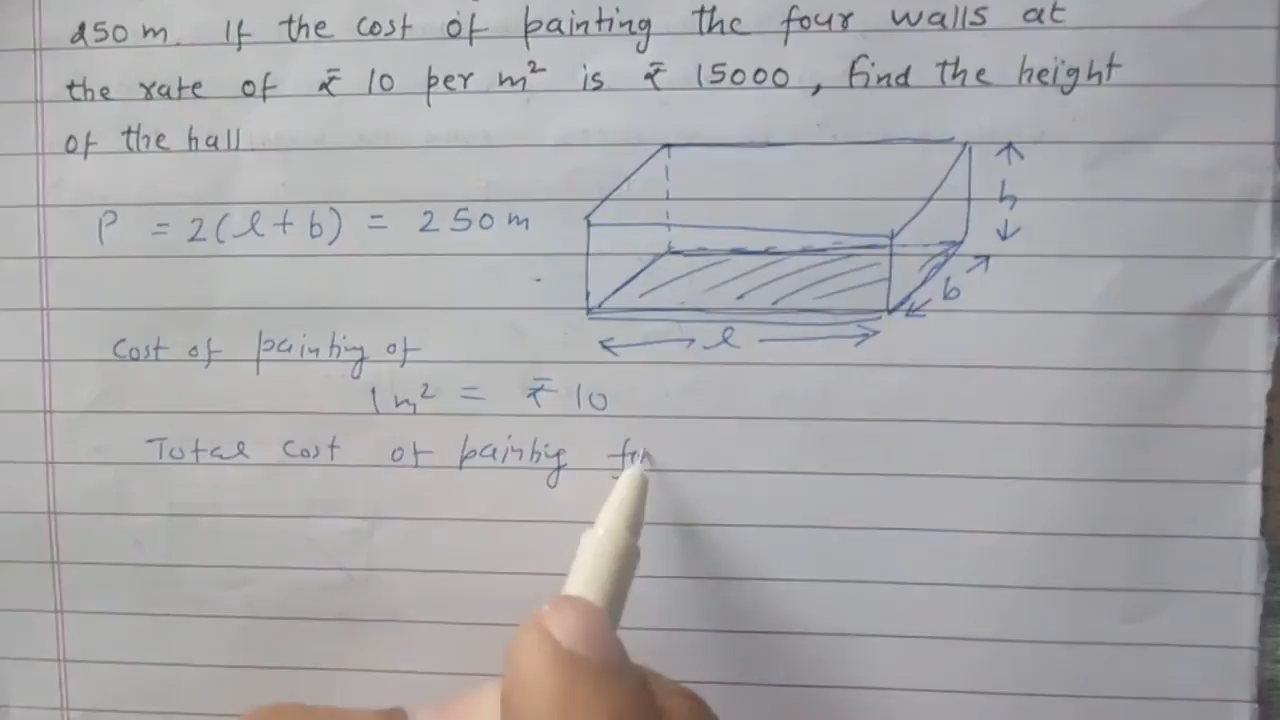 250 m. If the cost of painting the four walls at
the rate of ₹ 10 per m² is ₹ 15000, find the height
of the hall.
P = 2(l + b) = 250 m
h
b
l
Cost of painting of
1 m² = ₹ 10
Total cost of painting